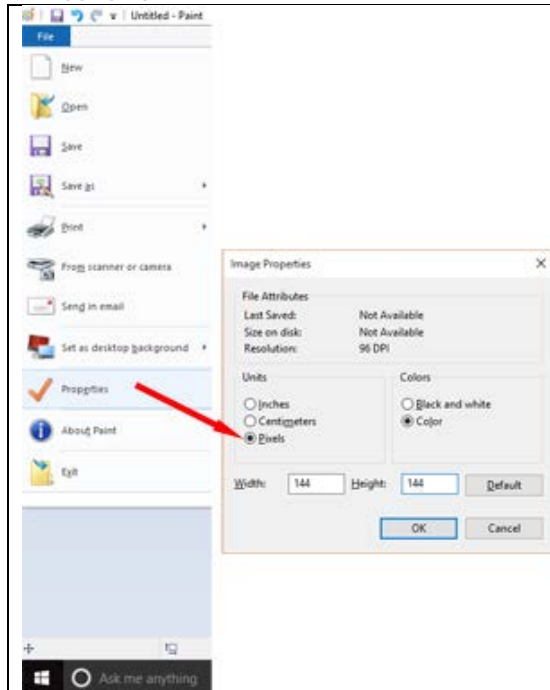 Untitled - Paint
File
New
Open
Save
Save as
Print
From scanner or camera
Send in email
Set as desktop background
Properties
About Paint
Exit
Image Properties
File Attributes
Last Saved: Not Available
Size on disk: Not Available
Resolution: 96 DPI
Units
Inches
Centimeters
Pixels
Colors
Black and white
Color
Width: 144 Height: 144 Default
OK Cancel
Ask me anything